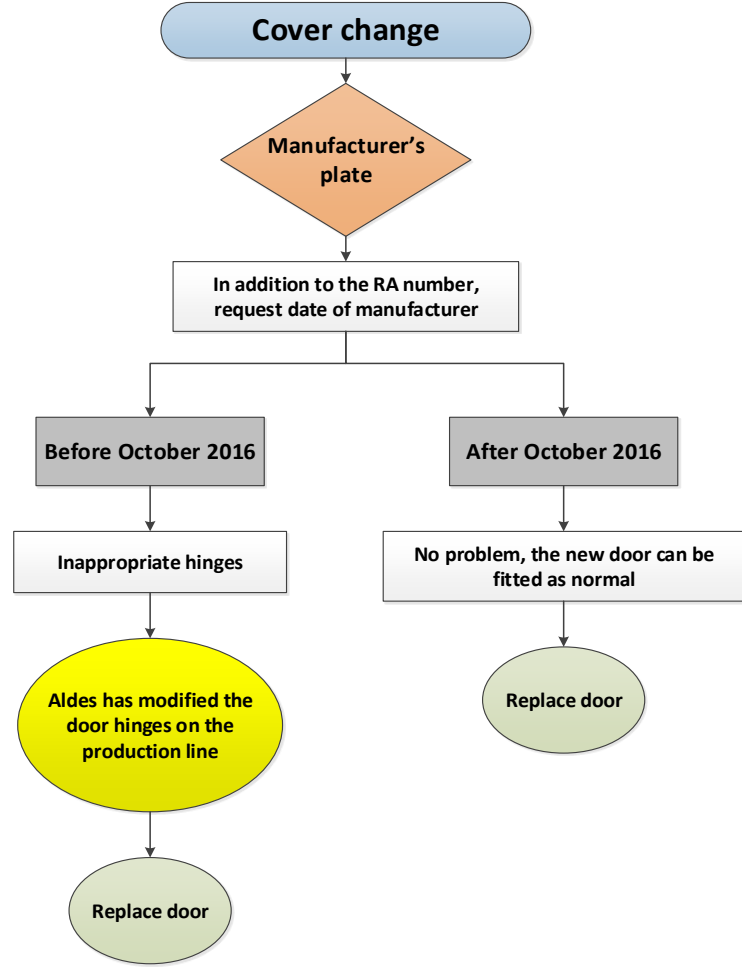 Cover change
Manufacturer’s
plate
In addition to the RA number,
request date of manufacturer
Before October 2016
After October 2016
Inappropriate hinges
No problem, the new door can be
fitted as normal
Aldes has modified the
door hinges on the
production line
Replace door
Replace door